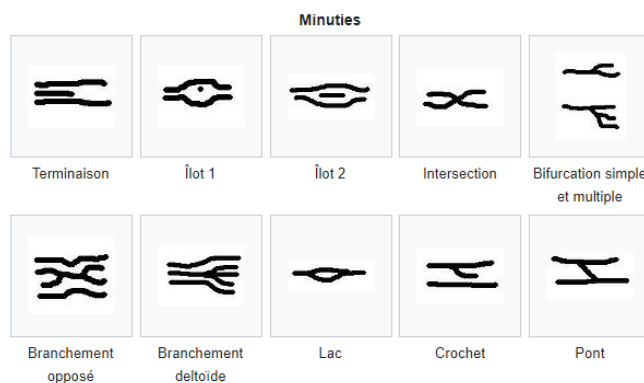 Minuties
Terminaison
Îlot 1
Îlot 2
Intersection
Bifurcation simple
et multiple
Branchement
opposé
Branchement
deltoïde
Lac
Crochet
Pont